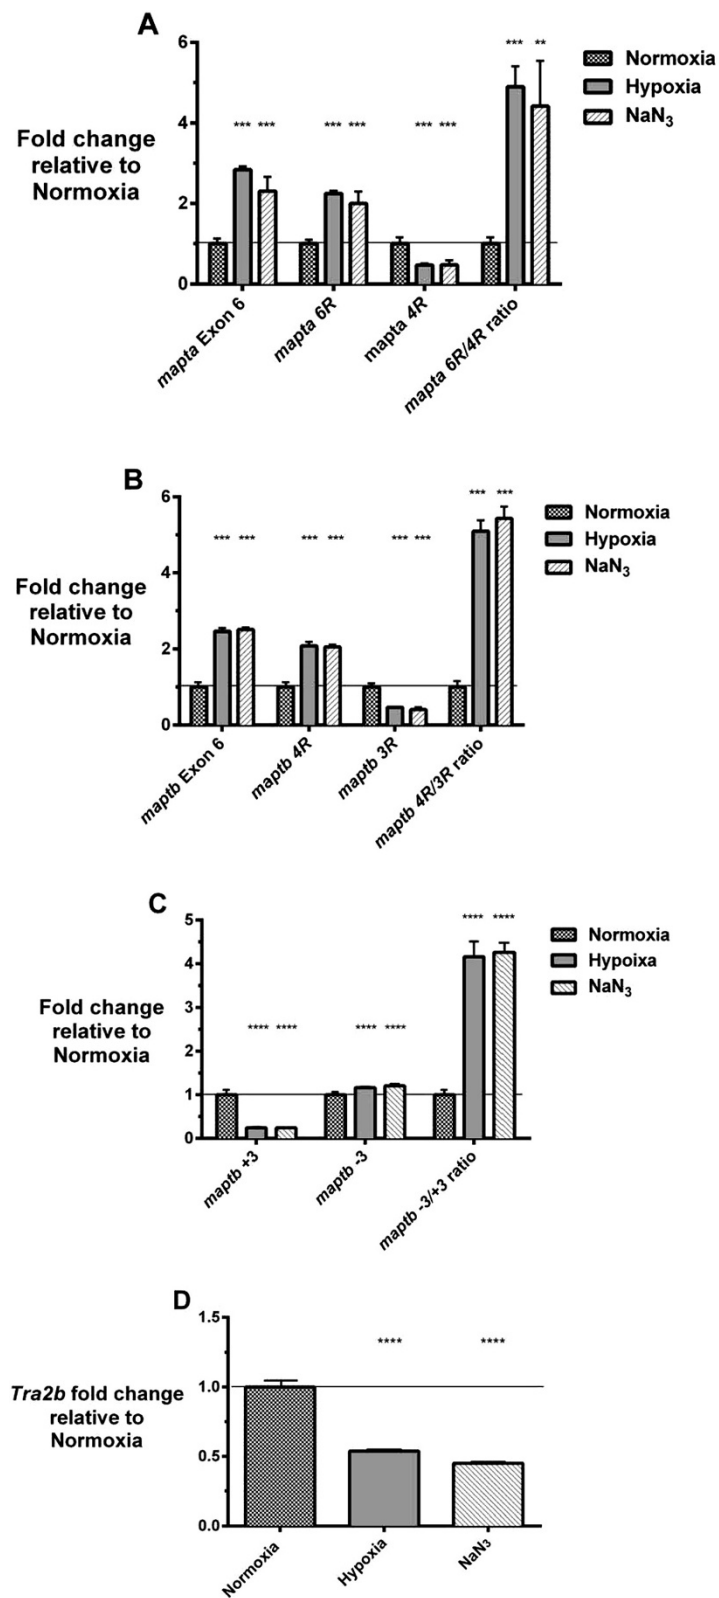 A
6
4
2
0
Fold change
relative to
Normoxia
*** ***
*** ***
*** ***
*** **
Normoxia
Hypoxia
NaN3
mapta Exon 6
mapta 6R
mapta 4R
mapta 6R/4R ratio
B
6
4
2
0
Fold change
relative to
Normoxia
*** ***
*** ***
*** ***
*** ***
Normoxia
Hypoxia
NaN3
maptb Exon 6
maptb 4R
maptb 3R
maptb 4R/3R ratio
C
5
4
3
2
1
0
Fold change
relative to
Normoxia
**** ****
**** ****
**** ****
Normoxia
Hypoixa
NaN3
maptb +3
maptb -3
maptb -3/+3 ratio
D
1.5
1.0
0.5
0.0
Tra2b fold change
relative to
Normoxia
**** ****
Normoxia
Hypoxia
NaN3